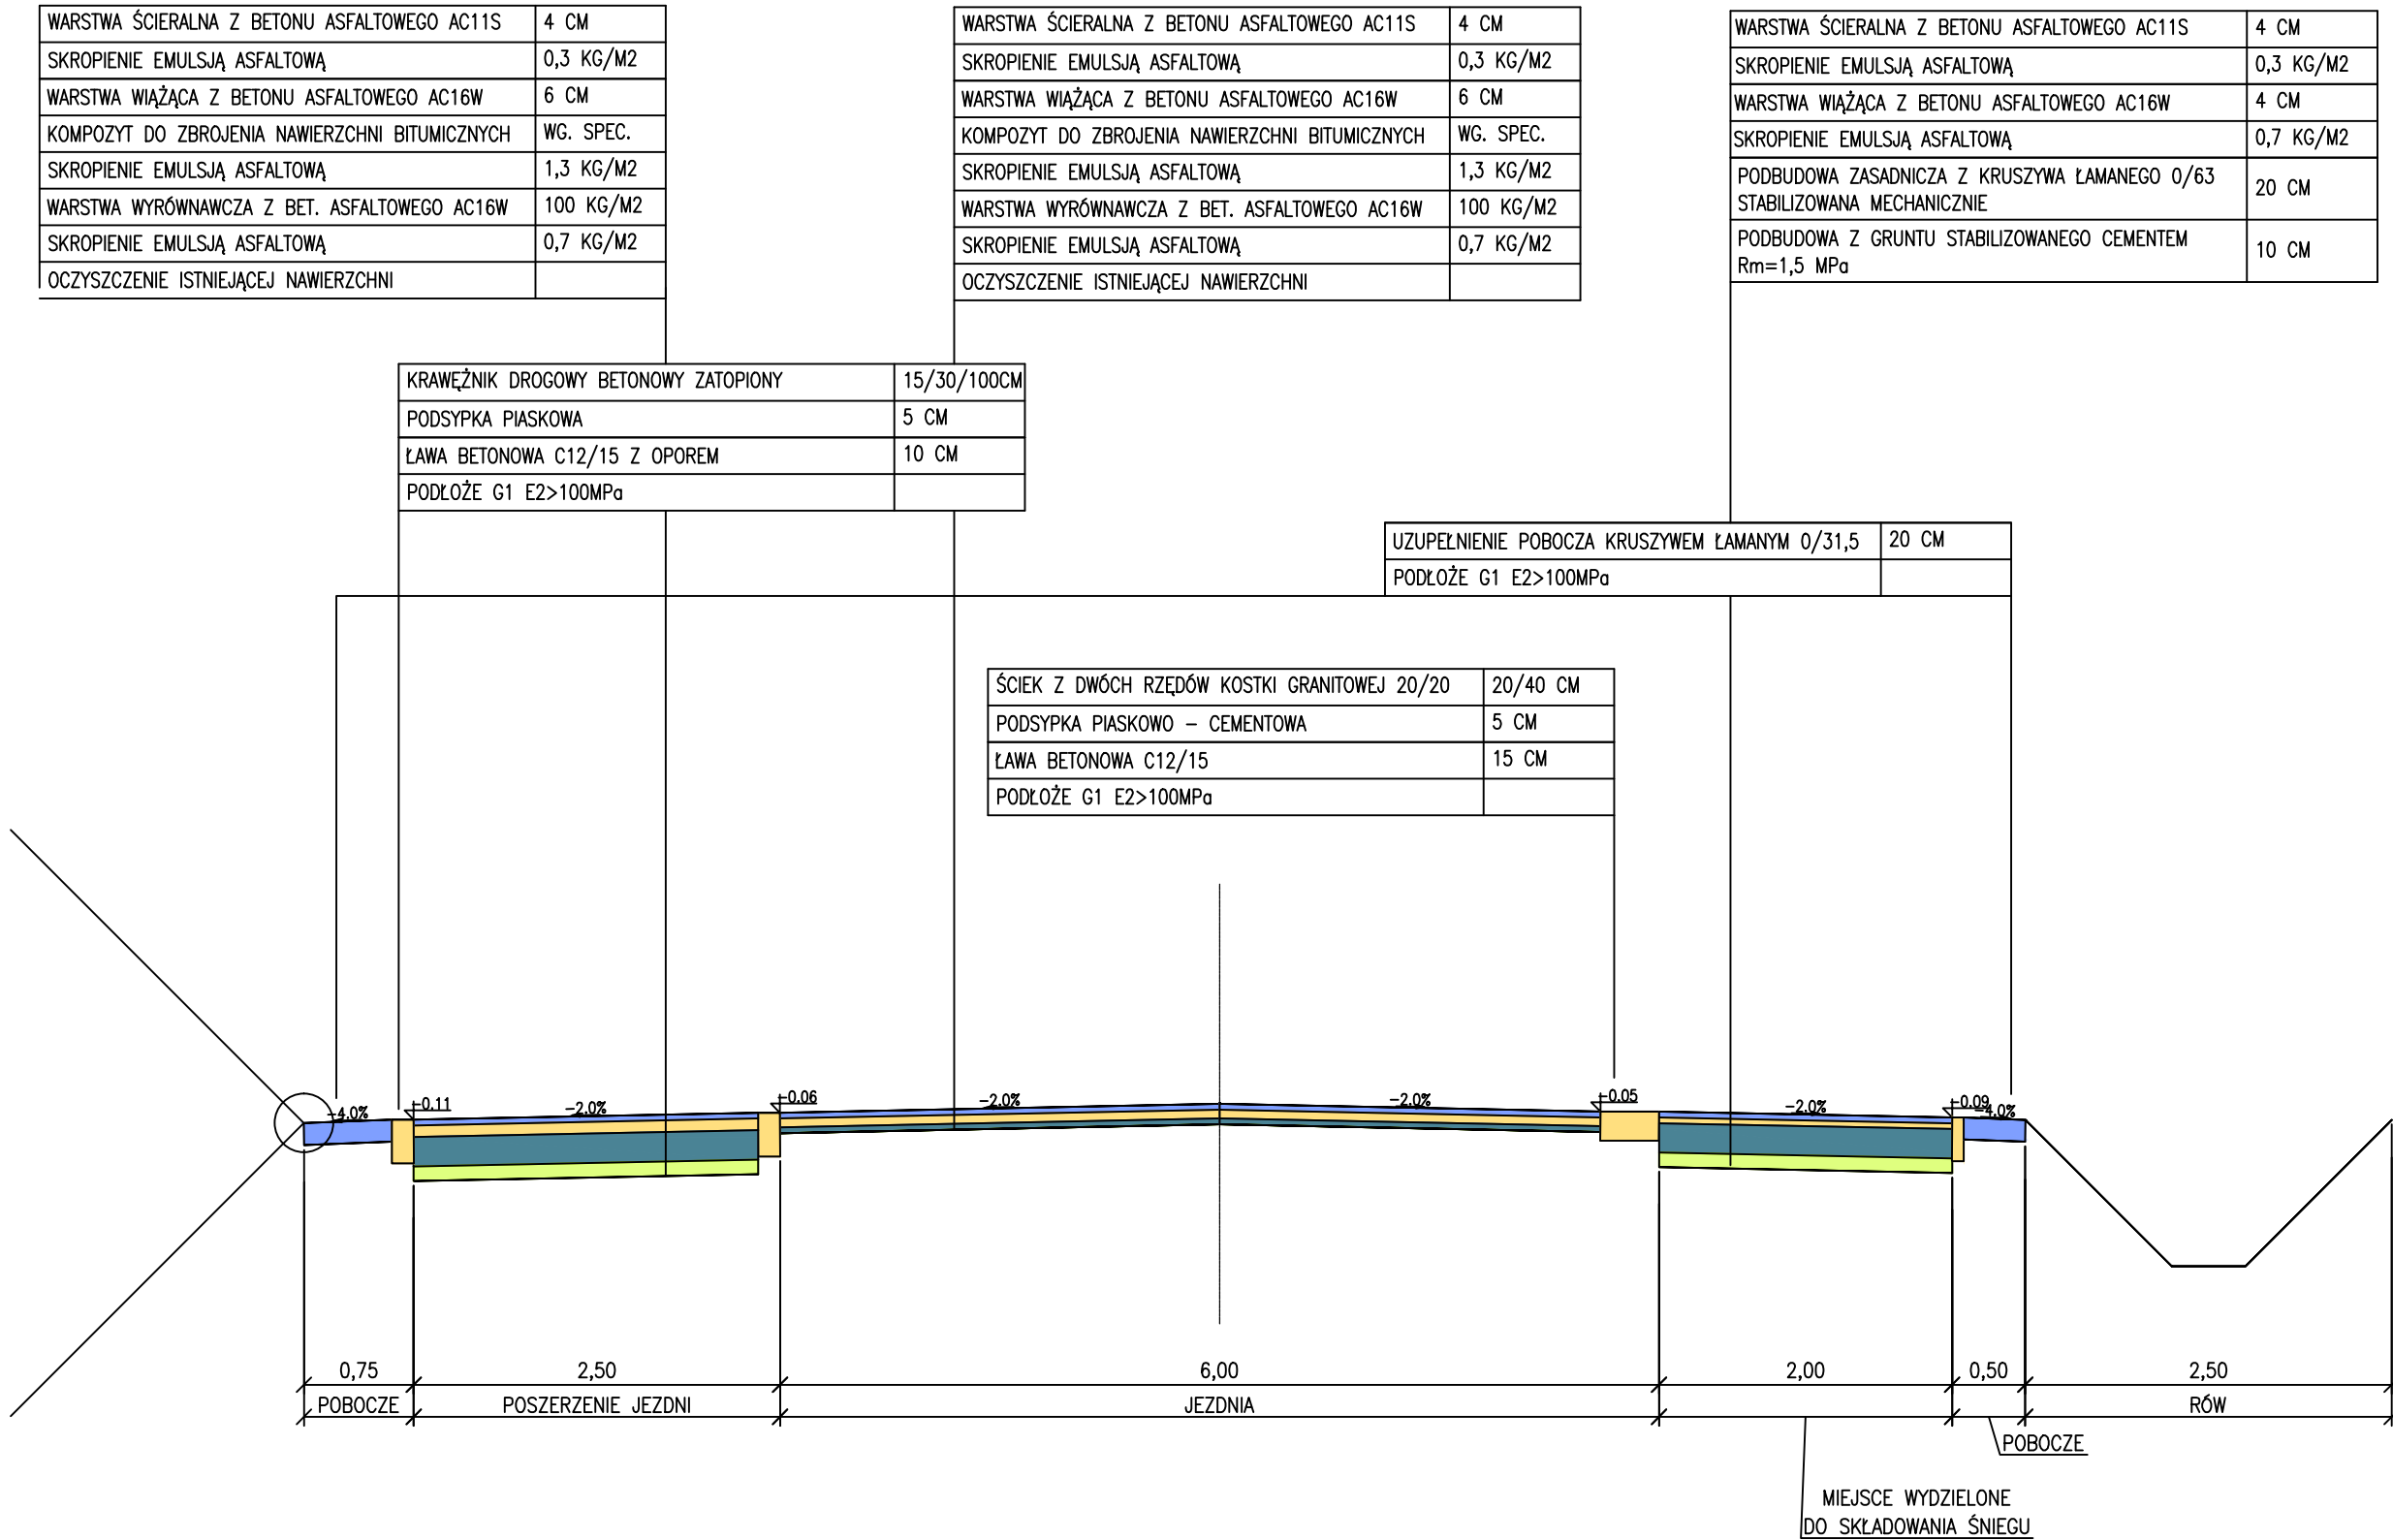 WARSTWA ŚCIERALNA Z BETONU ASFALTOWEGO AC11S 4 CM
SKROPIENIE EMULSJĄ ASFALTOWĄ 0,3 KG/M2
WARSTWA WIĄŻĄCA Z BETONU ASFALTOWEGO AC16W 6 CM
KOMPOZYT DO ZBROJENIA NAWIERZCHNI BITUMICZNYCH WG. SPEC.
SKROPIENIE EMULSJĄ ASFALTOWĄ 1,3 KG/M2
WARSTWA WYRÓWNAWCZA Z BET. ASFALTOWEGO AC16W 100 KG/M2
SKROPIENIE EMULSJĄ ASFALTOWĄ 0,7 KG/M2
OCZYSZCZENIE ISTNIEJĄCEJ NAWIERZCHNI
WARSTWA ŚCIERALNA Z BETONU ASFALTOWEGO AC11S 4 CM
SKROPIENIE EMULSJĄ ASFALTOWĄ 0,3 KG/M2
WARSTWA WIĄŻĄCA Z BETONU ASFALTOWEGO AC16W 6 CM
KOMPOZYT DO ZBROJENIA NAWIERZCHNI BITUMICZNYCH WG. SPEC.
SKROPIENIE EMULSJĄ ASFALTOWĄ 1,3 KG/M2
WARSTWA WYRÓWNAWCZA Z BET. ASFALTOWEGO AC16W 100 KG/M2
SKROPIENIE EMULSJĄ ASFALTOWĄ 0,7 KG/M2
OCZYSZCZENIE ISTNIEJĄCEJ NAWIERZCHNI
WARSTWA ŚCIERALNA Z BETONU ASFALTOWEGO AC11S 4 CM
SKROPIENIE EMULSJĄ ASFALTOWĄ 0,3 KG/M2
WARSTWA WIĄŻĄCA Z BETONU ASFALTOWEGO AC16W 4 CM
SKROPIENIE EMULSJĄ ASFALTOWĄ 0,7 KG/M2
PODBUDOWA ZASADNICZA Z KRUSZYWA ŁAMANEGO 0/63
STABILIZOWANA MECHANICZNIE 20 CM
PODBUDOWA Z GRUNTU STABILIZOWANEGO CEMENTEM
Rm=1,5 MPa 10 CM
KRAWĘŻNIK DROGOWY BETONOWY ZATOPIONY 15/30/100CM
PODSYPKA PIASKOWA 5 CM
ŁAWA BETONOWA C12/15 Z OPOREM 10 CM
PODŁOŻE G1 E2>100MPa
UZUPEŁNIENIE POBOCZA KRUSZYWEM ŁAMANYM 0/31,5 20 CM
PODŁOŻE G1 E2>100MPa
ŚCIEK Z DWÓCH RZĘDÓW KOSTKI GRANITOWEJ 20/20 20/40 CM
PODSYPKA PIASKOWO - CEMENTOWA 5 CM
ŁAWA BETONOWA C12/15 15 CM
PODŁOŻE G1 E2>100MPa
-4.0% -0.11 -2.0% -0.06 -2.0% -2.0% -0.05 -2.0% -0.09 -4.0%
0,75 2,50 6,00 2,00 0,50 2,50
POBOCZE POSZERZENIE JEZDNI JEZDNIA RÓW
POBOCZE
MIEJSCE WYDZIELONE
DO SKŁADOWANIA ŚNIEGU